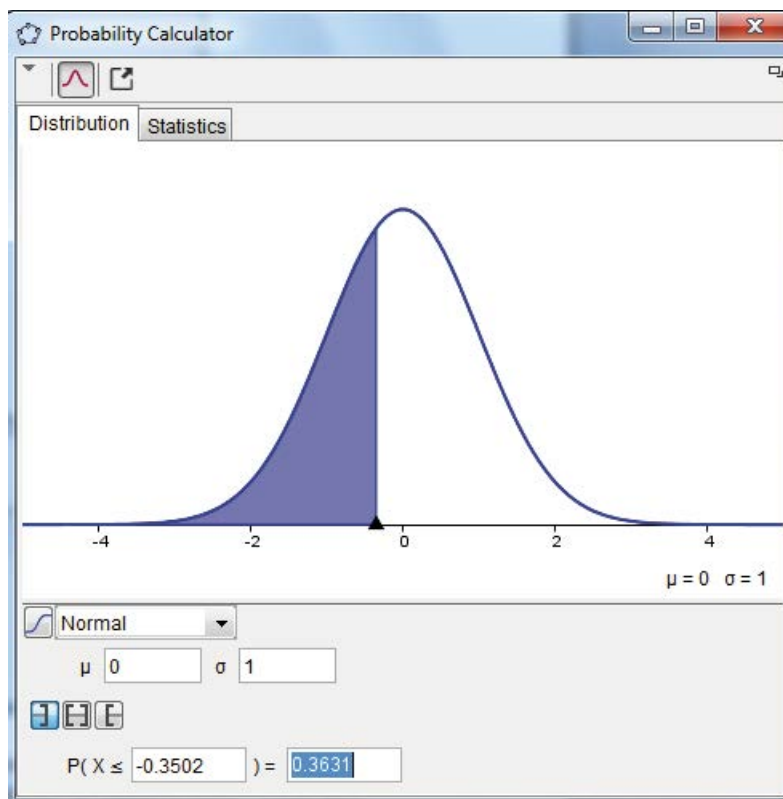 Probability Calculator
Distribution Statistics
-4 -2 0 2 4
μ = 0 σ = 1
Normal
μ 0 σ 1
P( X ≤ -0.3502 ) = 0.3631